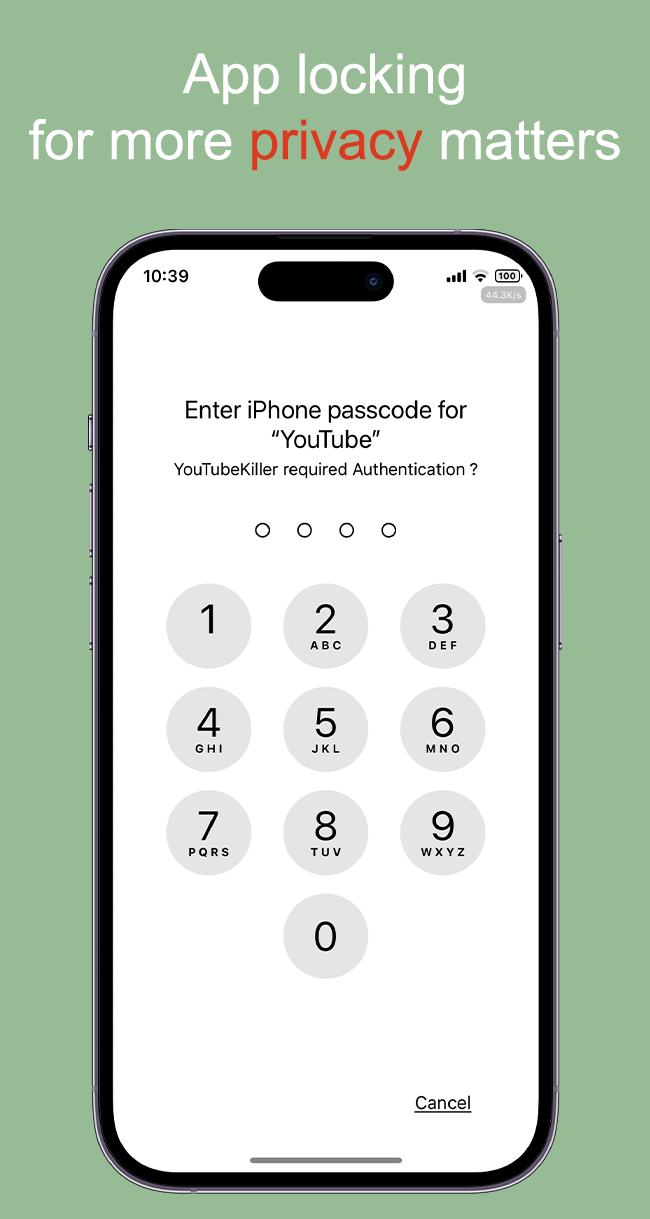 App locking
for more privacy matters
10:39
100
44.3K/s
Enter iPhone passcode for
“YouTube”
YouTubeKiller required Authentication ?
1
2
3
ABC
DEF
4
5
6
GHI
JKL
MNO
7
8
9
PQRS
TUV
WXYZ
0
Cancel